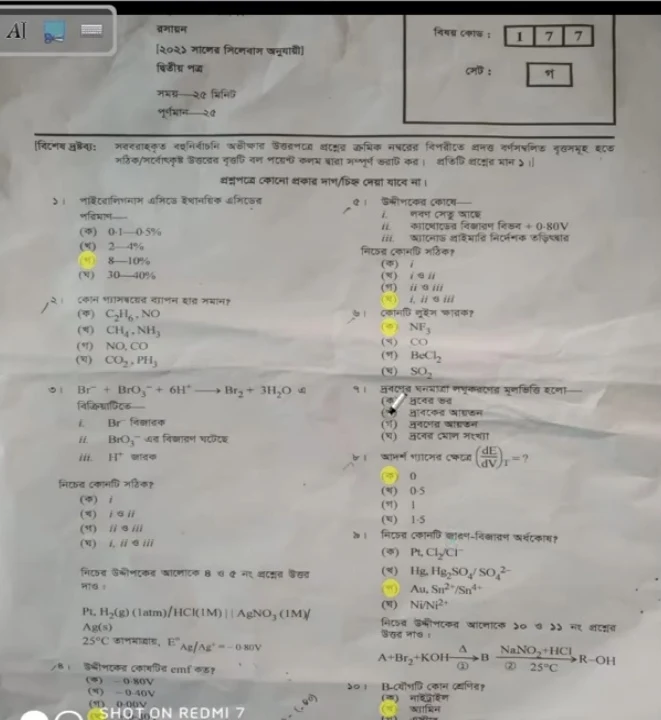 রসায়ন
[২০২১ সালের সিলেবাস অনুযায়ী]
দ্বিতীয় পত্র
সময়—২৫ মিনিট
পূর্ণমান—২৫
বিষয় কোড : 1 7 7
সেট : গ
[বিশেষ দ্রষ্টব্য: সরবরাহকৃত বহুনির্বাচনি অভীক্ষার উত্তরপত্রে প্রশ্নের ক্রমিক নম্বরের বিপরীতে প্রদত্ত বর্ণসম্বলিত বৃত্তসমূহ হতে
সঠিক/সর্বোৎকৃষ্ট উত্তরের বৃত্তটি বল পয়েন্ট কলম দ্বারা সম্পূর্ণ ভরাট কর। প্রতিটি প্রশ্নের মান ১।]
প্রশ্নপত্রে কোনো প্রকার দাগ/চিহ্ন দেয়া যাবে না।
১। পাইরোলিগনাস এসিডে ইথানয়িক এসিডের
পরিমাণ—
(ক) 0·1—0·5%
(খ) 2—4%
(গ) 8—10%
(ঘ) 30—40%
২। কোন গ্যাসদ্বয়ের ব্যাপন হার সমান?
(ক) C₂H₆, NO
(খ) CH₄, NH₃
(গ) NO, CO
(ঘ) CO₂, PH₃
৩। Br⁻ + BrO₃⁻ + 6H⁺ ⟶ Br₂ + 3H₂O এ
বিক্রিয়াটিতে—
i. Br⁻ বিজারক
ii. BrO₃⁻ এর বিজারণ ঘটেছে
iii. H⁺ জারক
নিচের কোনটি সঠিক?
(ক) i
(খ) i ও ii
(গ) ii ও iii
(ঘ) i, ii ও iii
নিচের উদ্দীপকের আলোকে ৪ ও ৫ নং প্রশ্নের উত্তর
দাও :
Pt, H₂(g) (1atm)/HCl(1M) || AgNO₃ (1M)/
Ag(s)
25°C তাপমাত্রায়, E° Ag/Ag⁺ = – 0·80V
৪। উদ্দীপকের কোষটির emf কত?
(ক) – 0·80V
(খ) – 0·40V
(গ) 0·00V
৫। উদ্দীপকের কোষে—
i. লবণ সেতু আছে
ii. ক্যাথোডের বিজারণ বিভব + 0·80V
iii. অ্যানোড প্রাইমারি নির্দেশক তড়িৎদ্বার
নিচের কোনটি সঠিক?
(ক) i
(খ) i ও ii
(গ) ii ও iii
(ঘ) i, ii ও iii
৬। কোনটি লুইস ক্ষারক?
(ক) NF₃
(খ) CO
(গ) BeCl₂
(ঘ) SO₂
৭। দ্রবণের ঘনমাত্রা লঘুকরণের মূলভিত্তি হলো—
(ক) দ্রবের ভর
(খ) দ্রাবকের আয়তন
(গ) দ্রবণের আয়তন
(ঘ) দ্রবের মোল সংখ্যা
৮। আদর্শ গ্যাসের ক্ষেত্রে (dE/dV)T = ?
(ক) 0
(খ) 0·5
(গ) 1
(ঘ) 1·5
৯। নিচের কোনটি জারণ-বিজারণ অর্ধকোষ?
(ক) Pt, Cl₂/Cl⁻
(খ) Hg, Hg₂SO₄/ SO₄²⁻
(গ) Au, Sn²⁺/Sn⁴⁺
(ঘ) Ni/Ni²⁺
নিচের উদ্দীপকের আলোকে ১০ ও ১১ নং প্রশ্নের
উত্তর দাও :
A+Br₂+KOH —Δ/①→ B —NaNO₂+HCl/② 25°C→ R–OH
১০। B-যৌগটি কোন শ্রেণির?
(ক) নাইট্রাইল
(খ) অ্যামিন
SHOT ON REDMI 7